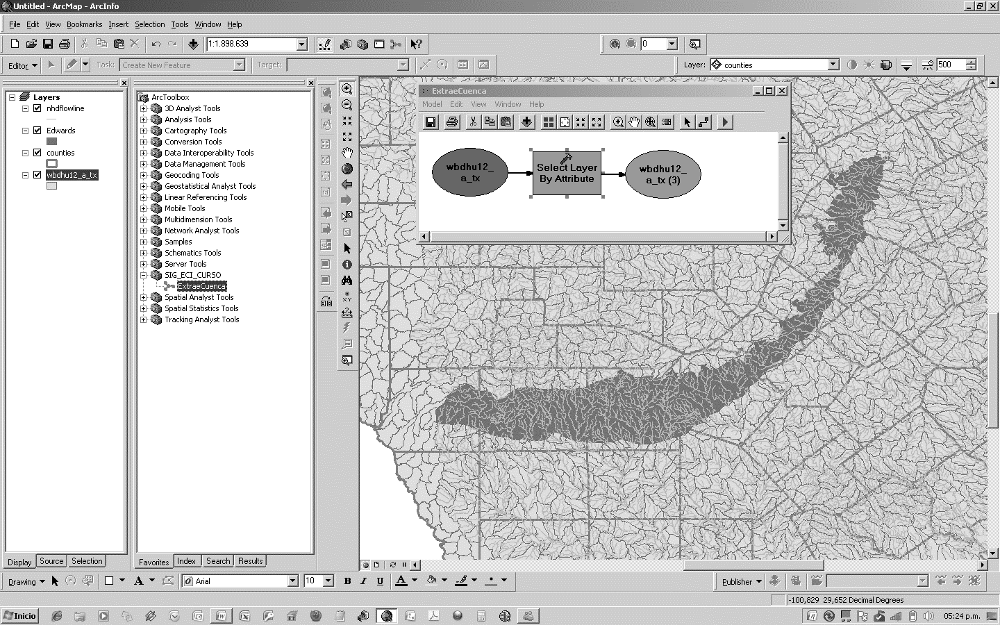 Untitled - ArcMap - ArcInfo
File Edit View Bookmarks Insert Selection Tools Window Help
1:1.898.639
0
Editor
Task: Create New Feature
Target:
Layer: counties
500
Layers
nhdflowline
Edwards
counties
wbdhu12_a_tx
Display Source Selection
ArcToolbox
3D Analyst Tools
Analysis Tools
Cartography Tools
Conversion Tools
Data Interoperability Tools
Data Management Tools
Geocoding Tools
Geostatistical Analyst Tools
Linear Referencing Tools
Mobile Tools
Multidimension Tools
Network Analyst Tools
Samples
Schematics Tools
Server Tools
SIG_ECI_CURSO
ExtraeCuenca
Spatial Analyst Tools
Spatial Statistics Tools
Tracking Analyst Tools
Favorites Index Search Results
1:1
XY
ExtraeCuenca
Model Edit View Window Help
wbdhu12_
a_tx
Select Layer
By Attribute
wbdhu12_
a_tx (3)
Drawing
A
Arial
10
B I U
A
Publisher
-100,829 29,652 Decimal Degrees
Inicio
05:24 p.m.